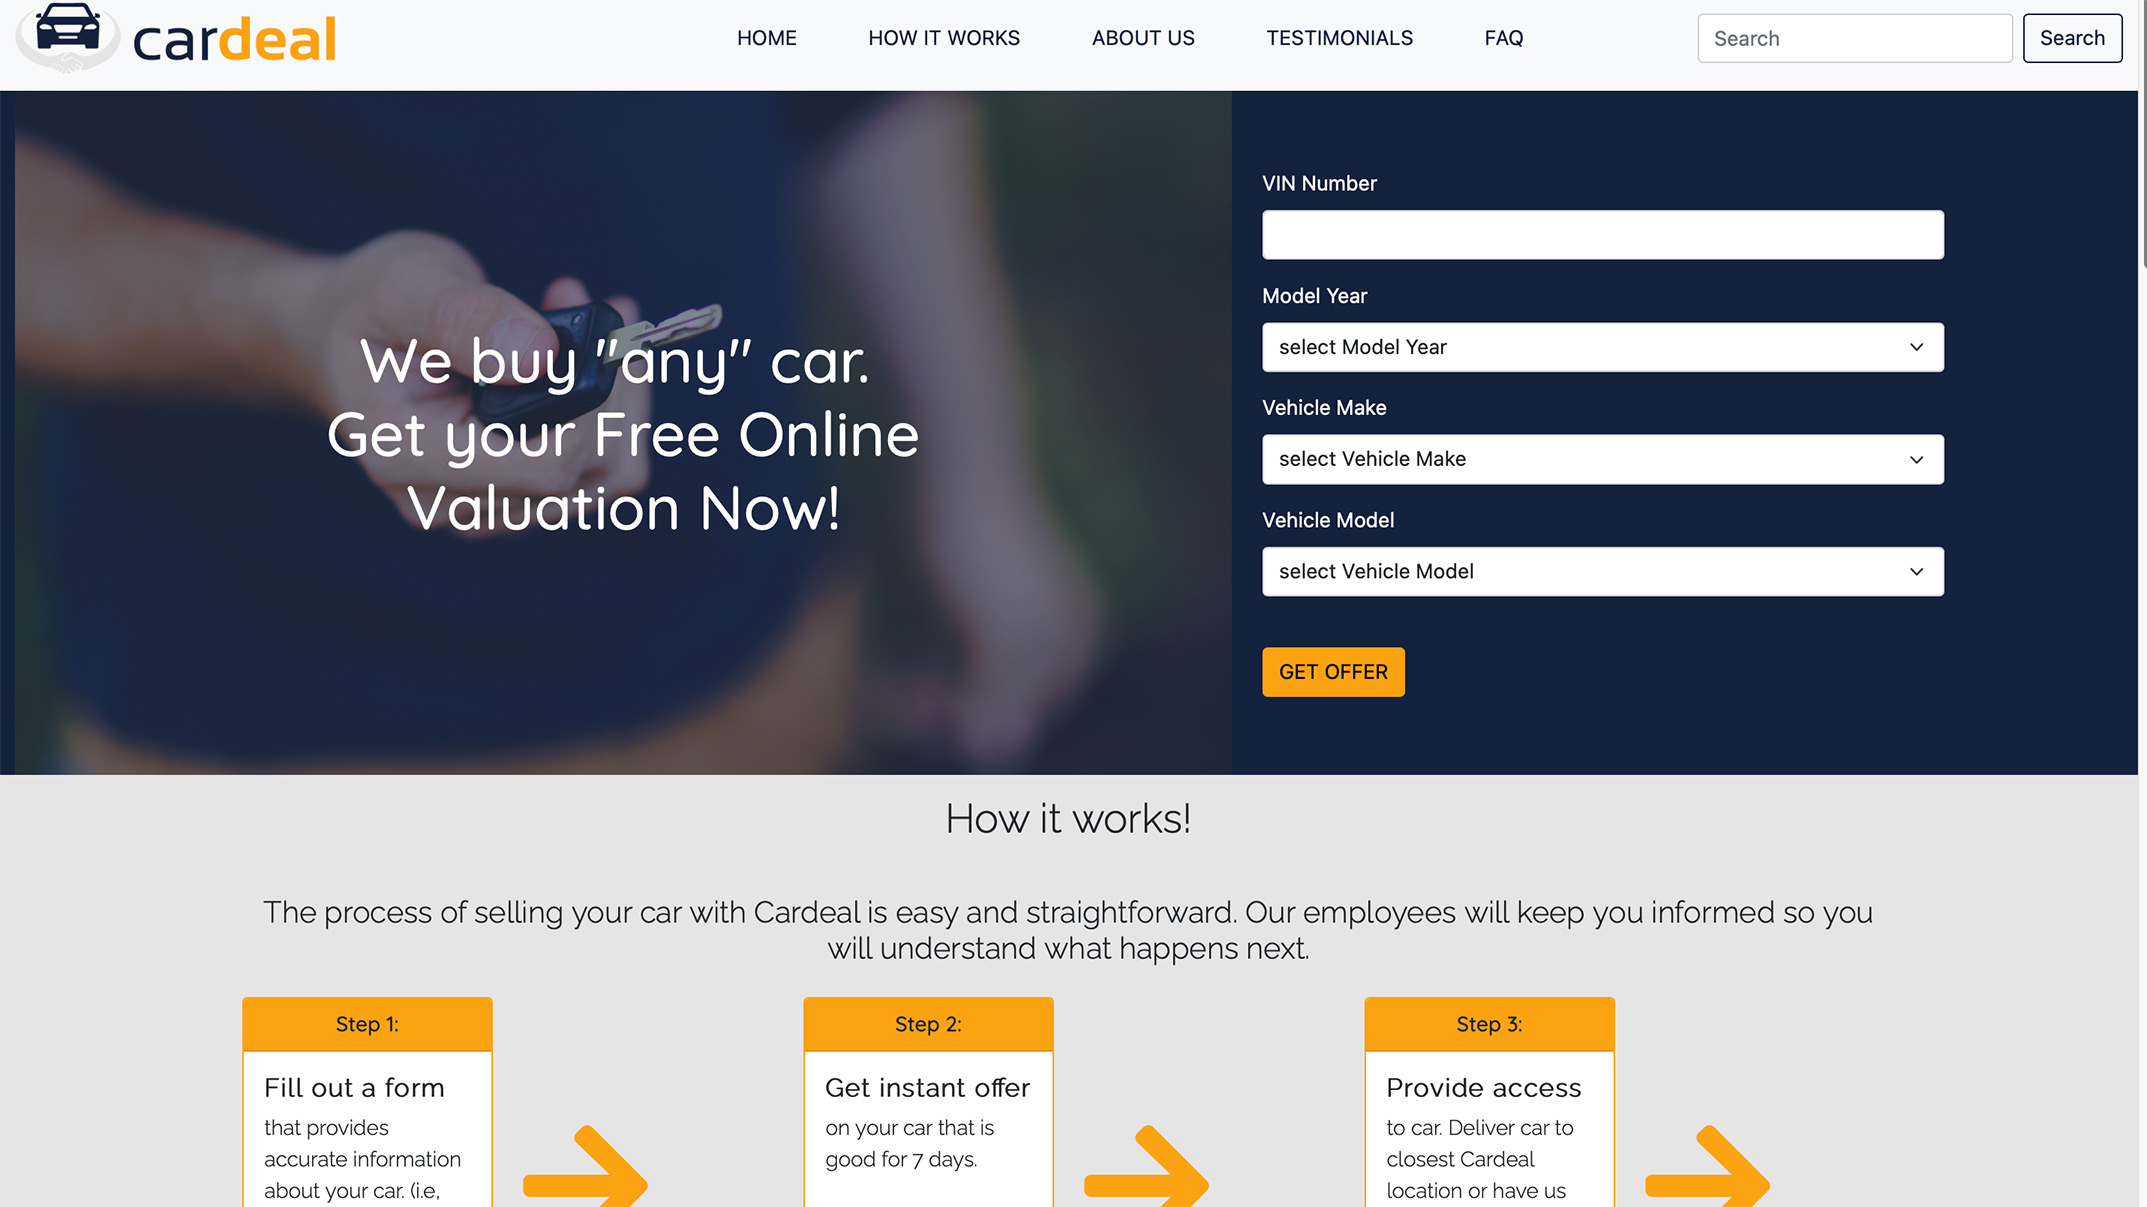 cardeal
HOME
HOW IT WORKS
ABOUT US
TESTIMONIALS
FAQ
Search
Search
We buy "any" car.
Get your Free Online
Valuation Now!
VIN Number
Model Year
select Model Year
Vehicle Make
select Vehicle Make
Vehicle Model
select Vehicle Model
GET OFFER
How it works!
The process of selling your car with Cardeal is easy and straightforward. Our employees will keep you informed so you
will understand what happens next.
Step 1:
Fill out a form
that provides
accurate information
about your car. (i.e,
Step 2:
Get instant offer
on your car that is
good for 7 days.
Step 3:
Provide access
to car. Deliver car to
closest Cardeal
location or have us